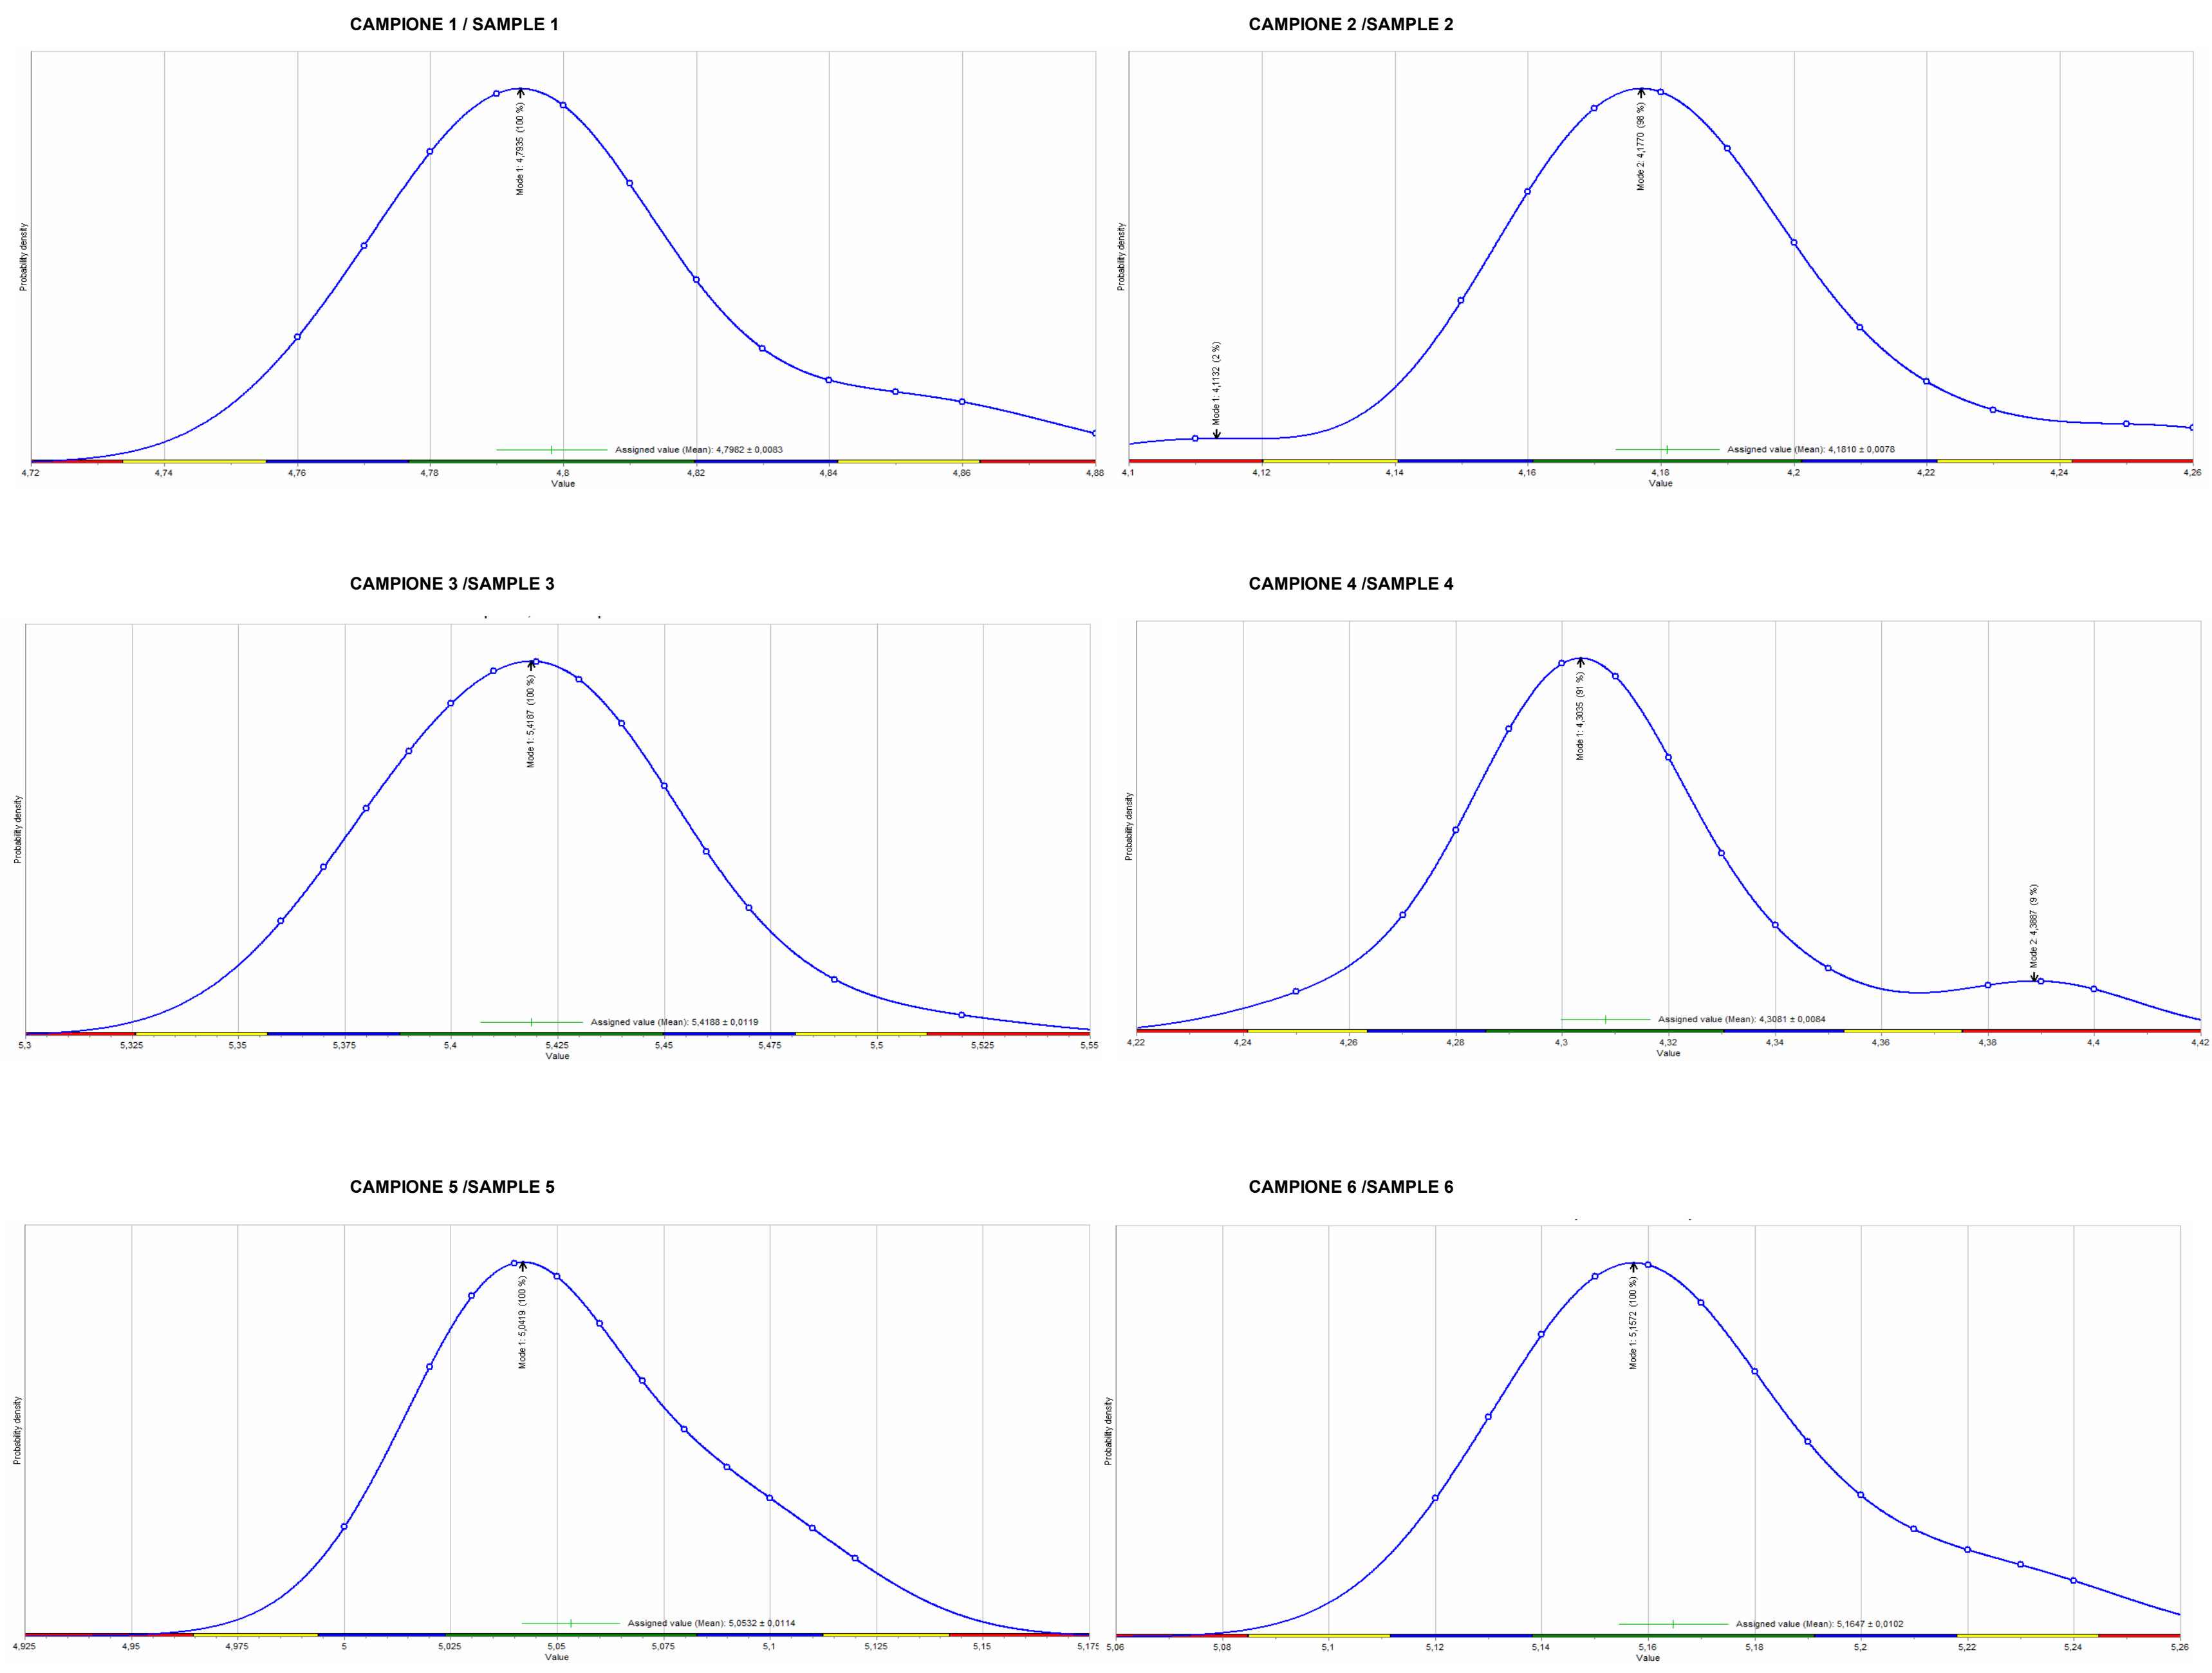 CAMPIONE 1 / SAMPLE 1
Probability density
Mode 1: 4,7935 (100 %)
Assigned value (Mean): 4,7982 ± 0,0083
4,72 4,74 4,76 4,78 4,8 4,82 4,84 4,86 4,88
Value
CAMPIONE 2 /SAMPLE 2
Probability density
Mode 1: 4,1132 (2 %)
Mode 2: 4,1770 (98 %)
Assigned value (Mean): 4,1810 ± 0,0078
4,1 4,12 4,14 4,16 4,18 4,2 4,22 4,24 4,26
Value
CAMPIONE 3 /SAMPLE 3
Probability density
Mode 1: 5,4187 (100 %)
Assigned value (Mean): 5,4188 ± 0,0119
5,3 5,325 5,35 5,375 5,4 5,425 5,45 5,475 5,5 5,525 5,55
Value
CAMPIONE 4 /SAMPLE 4
Probability density
Mode 1: 4,3035 (91 %)
Mode 2: 4,3887 (9 %)
Assigned value (Mean): 4,3081 ± 0,0084
4,22 4,24 4,26 4,28 4,3 4,32 4,34 4,36 4,38 4,4 4,42
Value
CAMPIONE 5 /SAMPLE 5
Probability density
Mode 1: 5,0419 (100 %)
Assigned value (Mean): 5,0532 ± 0,0114
4,925 4,95 4,975 5 5,025 5,05 5,075 5,1 5,125 5,15 5,175
Value
CAMPIONE 6 /SAMPLE 6
Probability density
Mode 1: 5,1572 (100 %)
Assigned value (Mean): 5,1647 ± 0,0102
5,06 5,08 5,1 5,12 5,14 5,16 5,18 5,2 5,22 5,24 5,26
Value